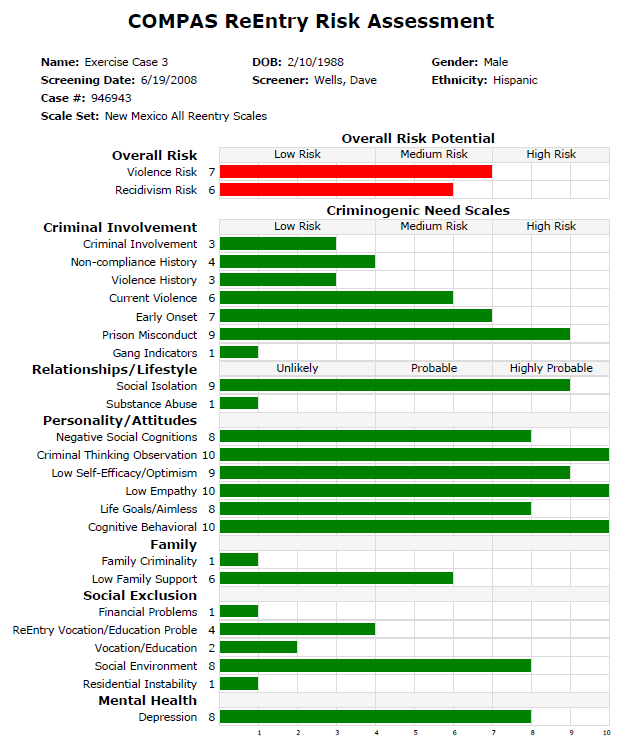 COMPAS ReEntry Risk Assessment
Name: Exercise Case 3 DOB: 2/10/1988 Gender: Male
Screening Date: 6/19/2008 Screener: Wells, Dave Ethnicity: Hispanic
Case #: 946943
Scale Set: New Mexico All Reentry Scales
Overall Risk Potential
Overall Risk Low Risk Medium Risk High Risk
Violence Risk 7
Recidivism Risk 6
Criminogenic Need Scales
Criminal Involvement Low Risk Medium Risk High Risk
Criminal Involvement 3
Non-compliance History 4
Violence History 3
Current Violence 6
Early Onset 7
Prison Misconduct 9
Gang Indicators 1
Relationships/Lifestyle Unlikely Probable Highly Probable
Social Isolation 9
Substance Abuse 1
Personality/Attitudes
Negative Social Cognitions 8
Criminal Thinking Observation 10
Low Self-Efficacy/Optimism 9
Low Empathy 10
Life Goals/Aimless 8
Cognitive Behavioral 10
Family
Family Criminality 1
Low Family Support 6
Social Exclusion
Financial Problems 1
ReEntry Vocation/Education Proble 4
Vocation/Education 2
Social Environment 8
Residential Instability 1
Mental Health
Depression 8
1 2 3 4 5 6 7 8 9 10